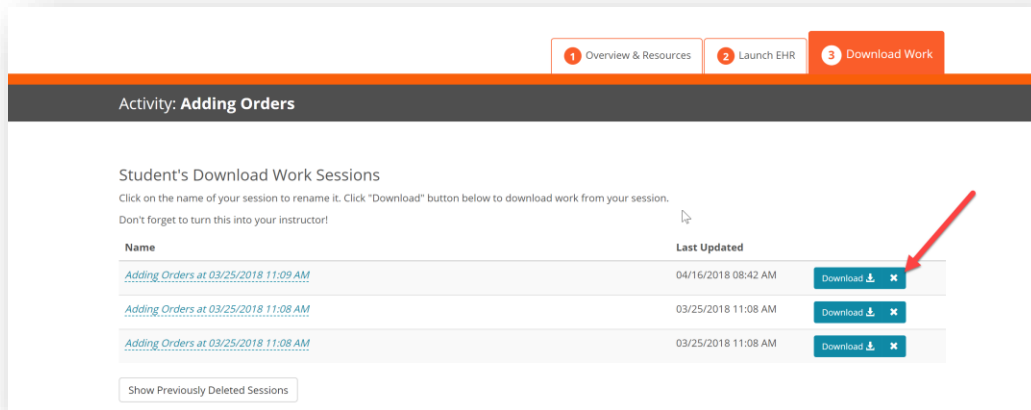 1 Overview & Resources 2 Launch EHR 3 Download Work
Activity: Adding Orders
Student's Download Work Sessions
Click on the name of your session to rename it. Click "Download" button below to download work from your session.
Don't forget to turn this into your instructor!
Name Last Updated
Adding Orders at 03/25/2018 11:09 AM 04/16/2018 08:42 AM Download
Adding Orders at 03/25/2018 11:08 AM 03/25/2018 11:08 AM Download
Adding Orders at 03/25/2018 11:08 AM 03/25/2018 11:08 AM Download
Show Previously Deleted Sessions